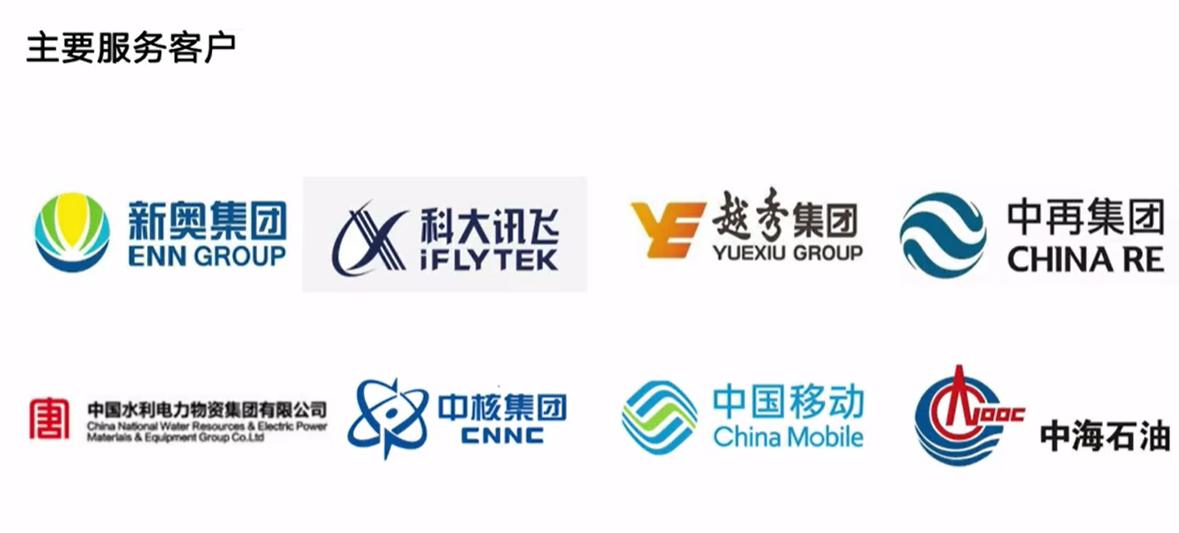 主要服务客户
新奥集团
ENN GROUP
科大讯飞
iFLYTEK
YE
越秀集团
YUEXIU GROUP
中再集团
CHINA RE
唐
中国水利电力物资集团有限公司
China National Water Resources & Electric Power
Materials & Equipment Group Co.Ltd
中核集团
CNNC
中国移动
China Mobile
CNOOC
中海石油